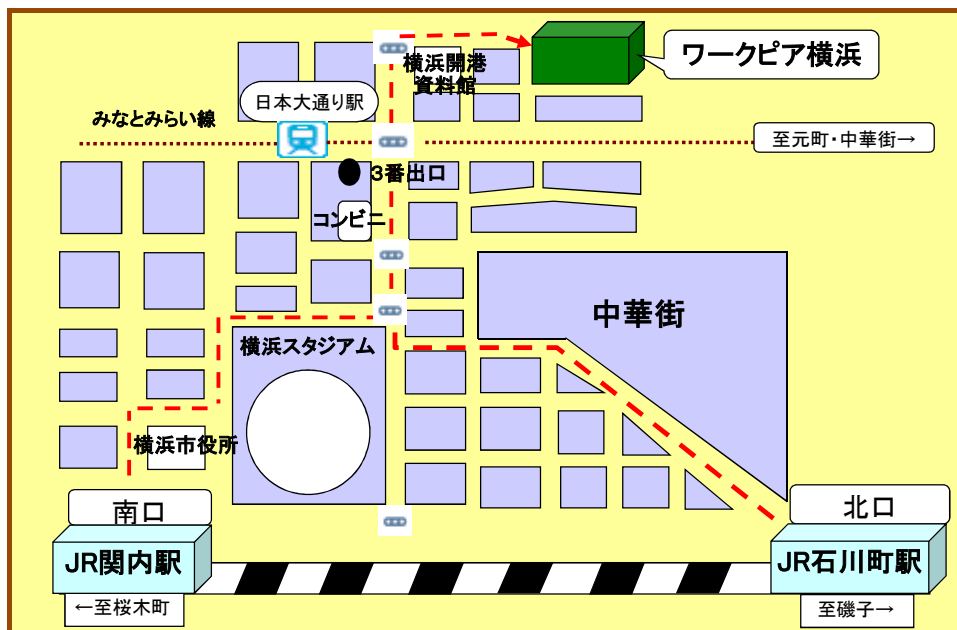 ワークピア横浜
横浜開港
資料館
日本大通り駅
みなとみらい線
至元町・中華街→
3番出口
コンビニ
中華街
横浜スタジアム
横浜市役所
南口
北口
JR関内駅
JR石川町駅
←至桜木町
至磯子→